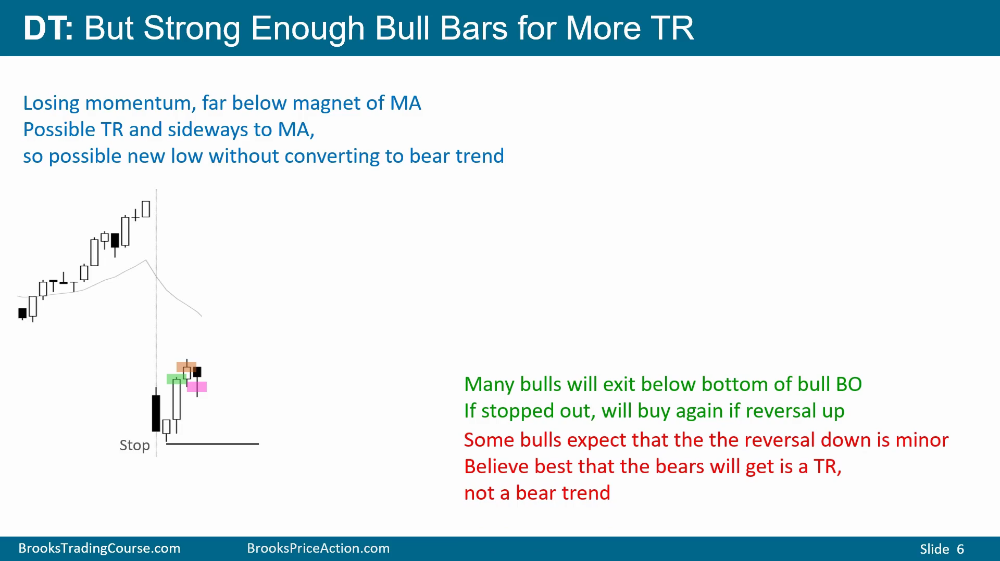 DT: But Strong Enough Bull Bars for More TR
Losing momentum, far below magnet of MA
Possible TR and sideways to MA,
so possible new low without converting to bear trend
Stop
Many bulls will exit below bottom of bull BO
If stopped out, will buy again if reversal up
Some bulls expect that the the reversal down is minor
Believe best that the bears will get is a TR,
not a bear trend
BrooksTradingCourse.com
BrooksPriceAction.com
Slide 6